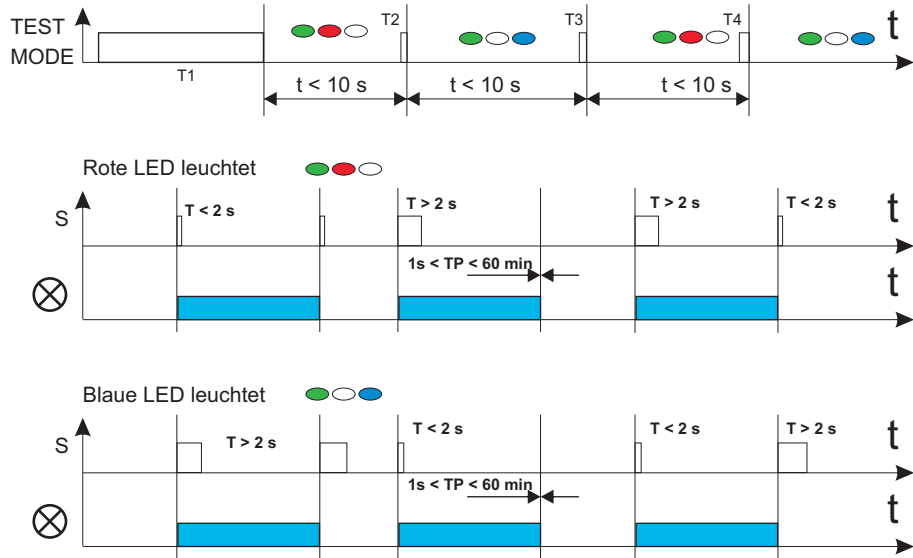 TEST
MODE
T1
T2
T3
T4
t
t < 10 s
t < 10 s
t < 10 s
Rote LED leuchtet
S
T < 2 s
T > 2 s
T > 2 s
T < 2 s
t
1s < TP < 60 min
t
Blaue LED leuchtet
S
T > 2 s
T < 2 s
T < 2 s
T > 2 s
t
1s < TP < 60 min
t